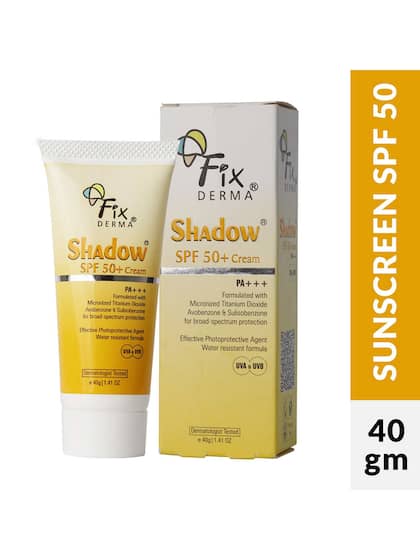 Fix
DERMA®
Shadow®
SPF 50+ Cream
PA+++
Formulated with
Micronized Titanium Dioxide
Avobenzone & Sulisobenzone
for broad spectrum protection
Effective Photoprotective Agent
Water resistant formula
UVA & UVB
Dermatologist Tested
e 40g | 1.41 OZ
Fix
DERMA®
Shadow®
SPF 50+ Cream
PA+++
Formulated with
Micronized Titanium Dioxide
Avobenzone & Sulisobenzone
for broad spectrum protection
Effective Photoprotective Agent
Water resistant formula
UVA & UVB
Dermatologist Tested
e 40g | 1.41 OZ
SUNSCREEN SPF 50
40
gm